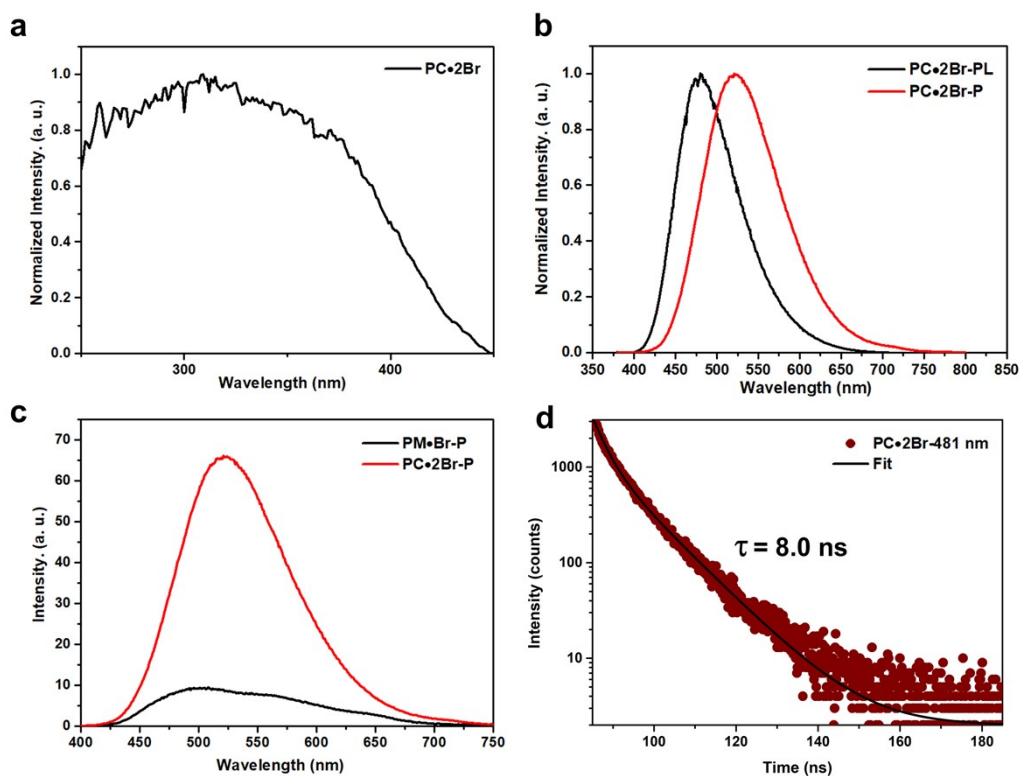 a
PC•2Br
Normalized Intensity. (a. u.)
1.0
0.8
0.6
0.4
0.2
0.0
300
400
Wavelength (nm)
b
PC•2Br-PL
PC•2Br-P
Normalized Intensity. (a. u.)
1.0
0.8
0.6
0.4
0.2
0.0
350 400 450 500 550 600 650 700 750 800 850
Wavelength (nm)
c
PM•Br-P
PC•2Br-P
Intensity. (a. u.)
70
60
50
40
30
20
10
0
400 450 500 550 600 650 700 750
Wavelength (nm)
d
PC•2Br-481 nm
Fit
τ = 8.0 ns
Intensity (counts)
1000
100
10
100 120 140 160 180
Time (ns)